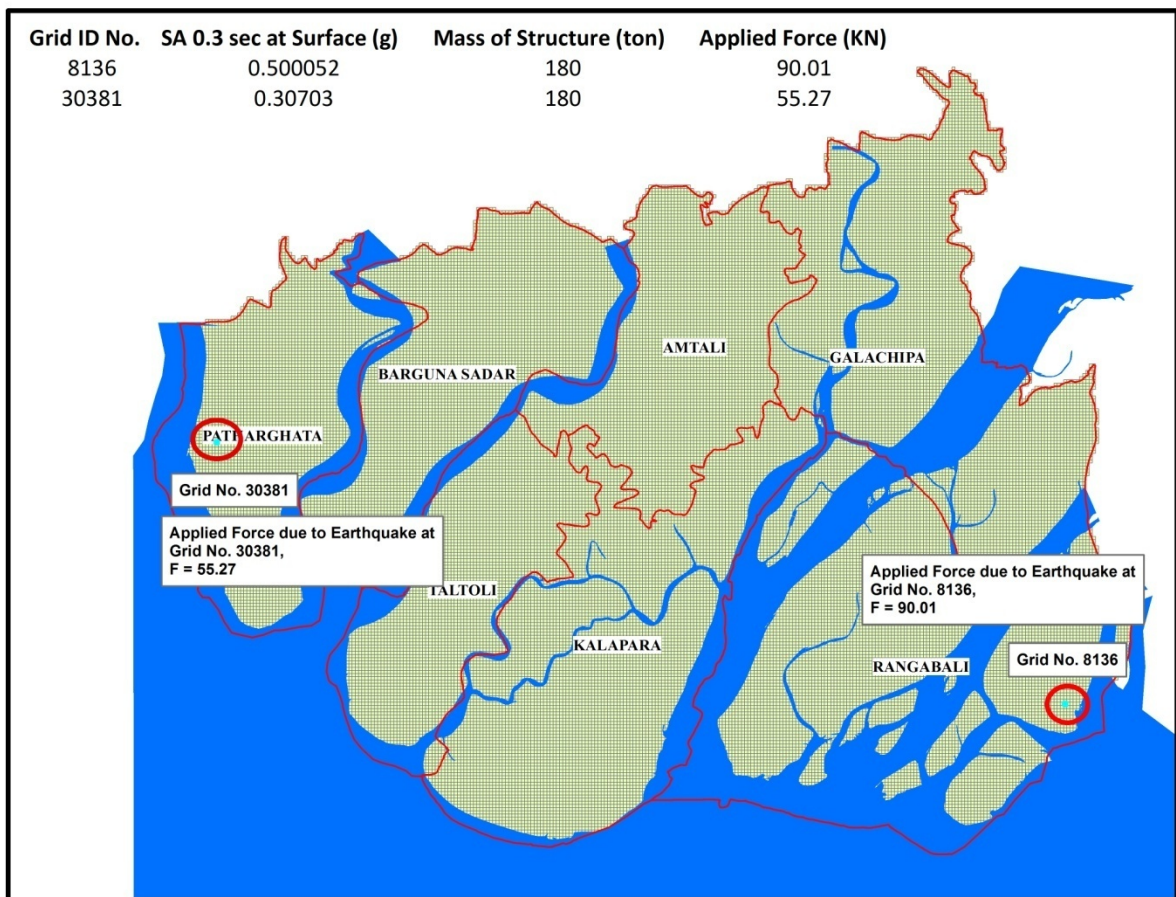 Grid ID No. SA 0.3 sec at Surface (g) Mass of Structure (ton) Applied Force (KN)
8136 0.500052 180 90.01
30381 0.30703 180 55.27
AMTALI
GALACHIPA
BARGUNA SADAR
PATHARGHATA
Grid No. 30381
Applied Force due to Earthquake at
Grid No. 30381,
F = 55.27
Applied Force due to Earthquake at
Grid No. 8136,
F = 90.01
TALTOLI
KALAPARA
RANGABALI
Grid No. 8136